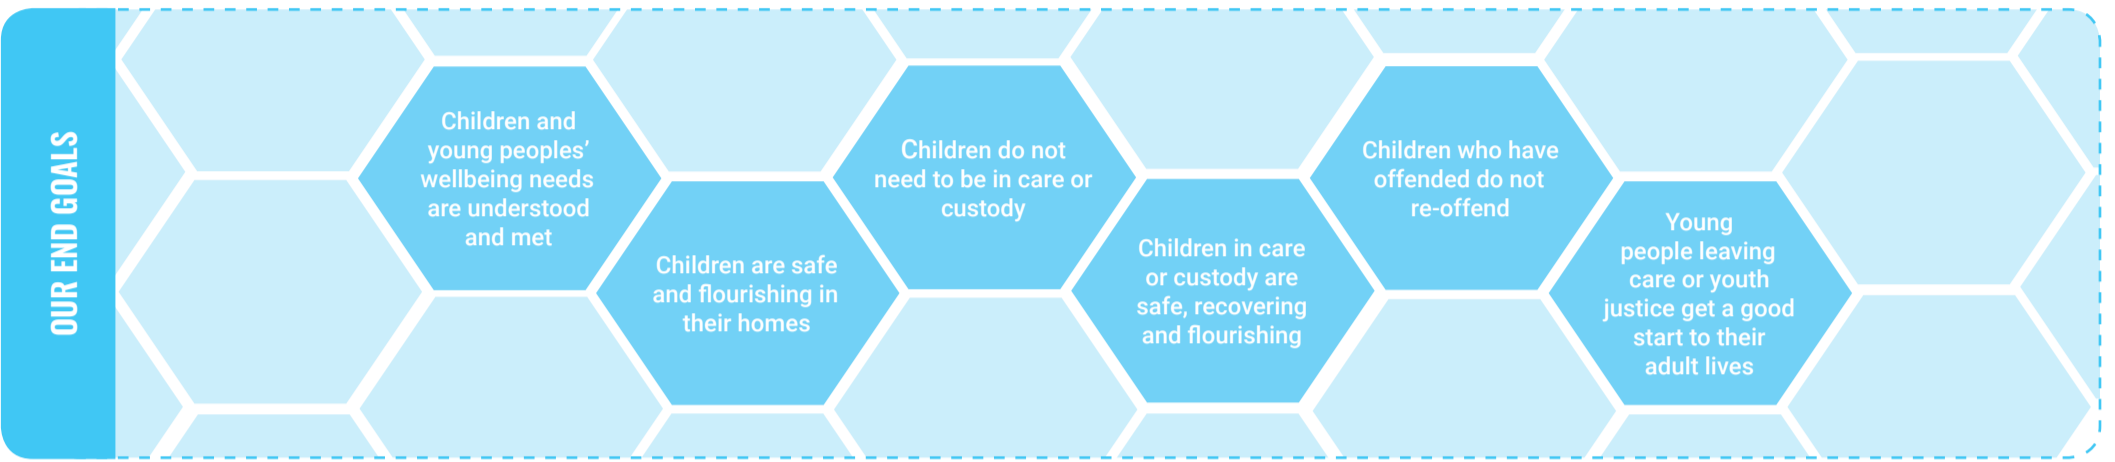 OUR END GOALS
Children and
young peoples’
wellbeing needs
are understood
and met
Children are safe
and flourishing in
their homes
Children do not
need to be in care or
custody
Children in care
or custody are
safe, recovering
and flourishing
Children who have
offended do not
re-offend
Young
people leaving
care or youth
justice get a good
start to their
adult lives